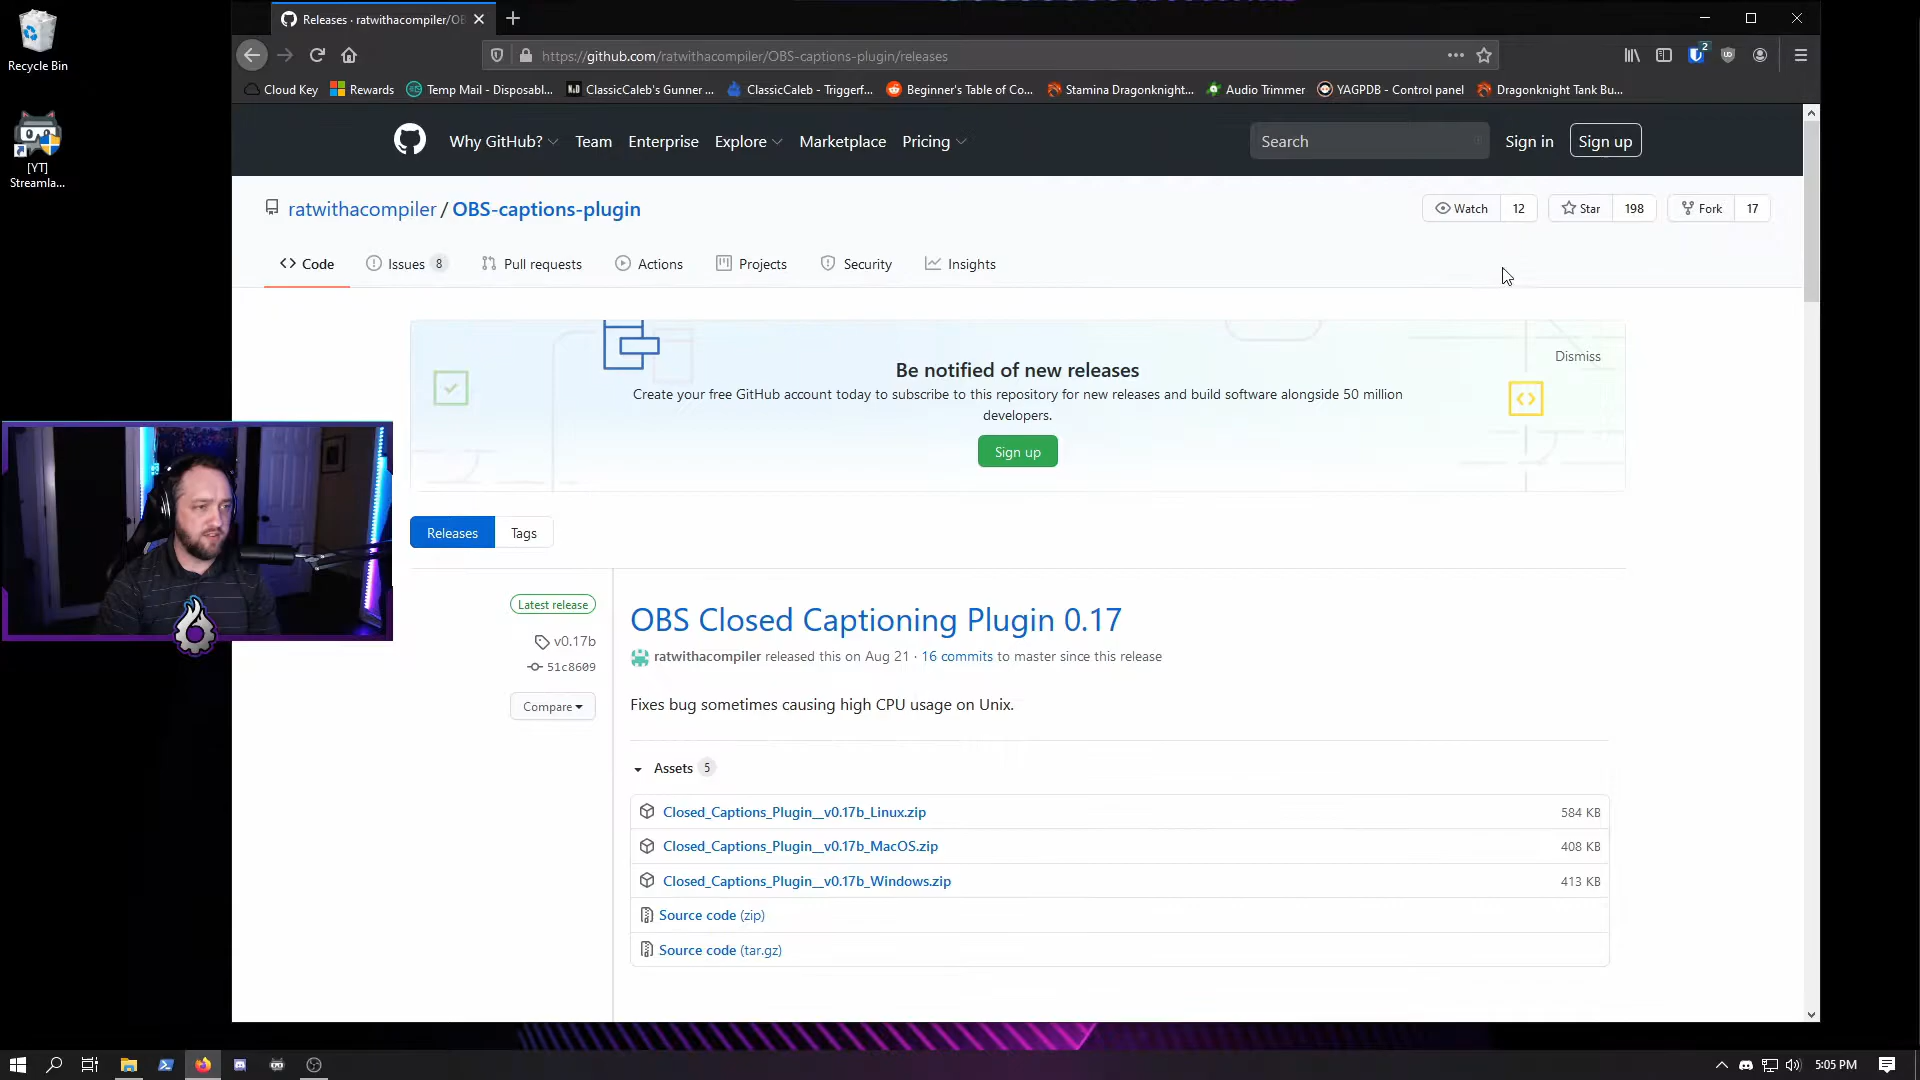 Recycle Bin
[YT]
Streamla...
Releases · ratwithacompiler/OB
https://github.com/ratwithacompiler/OBS-captions-plugin/releases
2
Cloud Key
Rewards
Temp Mail - Disposabl...
ClassicCaleb's Gunner ...
ClassicCaleb - Triggerf...
Beginner's Table of Co...
Stamina Dragonknight...
Audio Trimmer
YAGPDB - Control panel
Dragonknight Tank Bu...
Why GitHub?
Team
Enterprise
Explore
Marketplace
Pricing
Search
Sign in
Sign up
ratwithacompiler / OBS-captions-plugin
Watch 12
Star 198
Fork 17
Code
Issues 8
Pull requests
Actions
Projects
Security
Insights
Be notified of new releases
Dismiss
Create your free GitHub account today to subscribe to this repository for new releases and build software alongside 50 million
developers.
Sign up
Releases
Tags
Latest release
v0.17b
51c8609
Compare
OBS Closed Captioning Plugin 0.17
ratwithacompiler released this on Aug 21 · 16 commits to master since this release
Fixes bug sometimes causing high CPU usage on Unix.
Assets 5
Closed_Captions_Plugin__v0.17b_Linux.zip 584 KB
Closed_Captions_Plugin__v0.17b_MacOS.zip 408 KB
Closed_Captions_Plugin__v0.17b_Windows.zip 413 KB
Source code (zip)
Source code (tar.gz)
5:05 PM